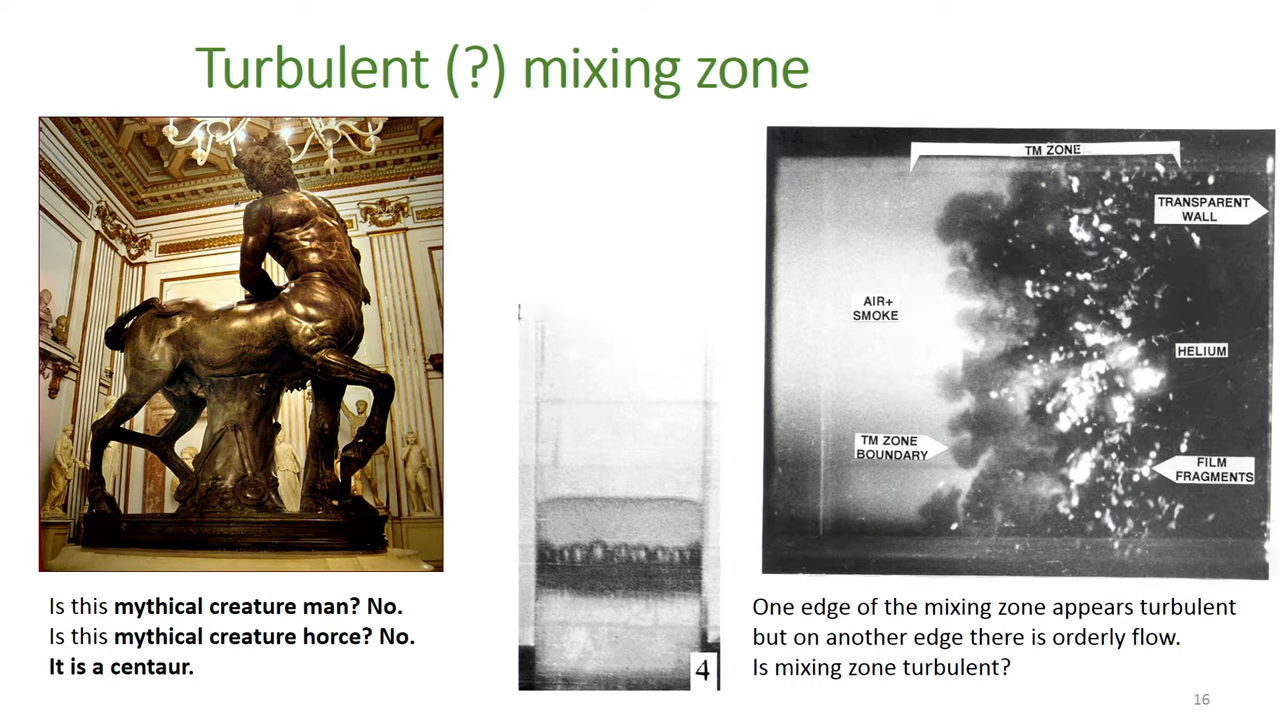 Turbulent (?) mixing zone
TM ZONE
TRANSPARENT
WALL
AIR+
SMOKE
HELIUM
TM ZONE
BOUNDARY
FILM
FRAGMENTS
4
Is this mythical creature man? No.
Is this mythical creature horce? No.
It is a centaur.
One edge of the mixing zone appears turbulent
but on another edge there is orderly flow.
Is mixing zone turbulent?
16